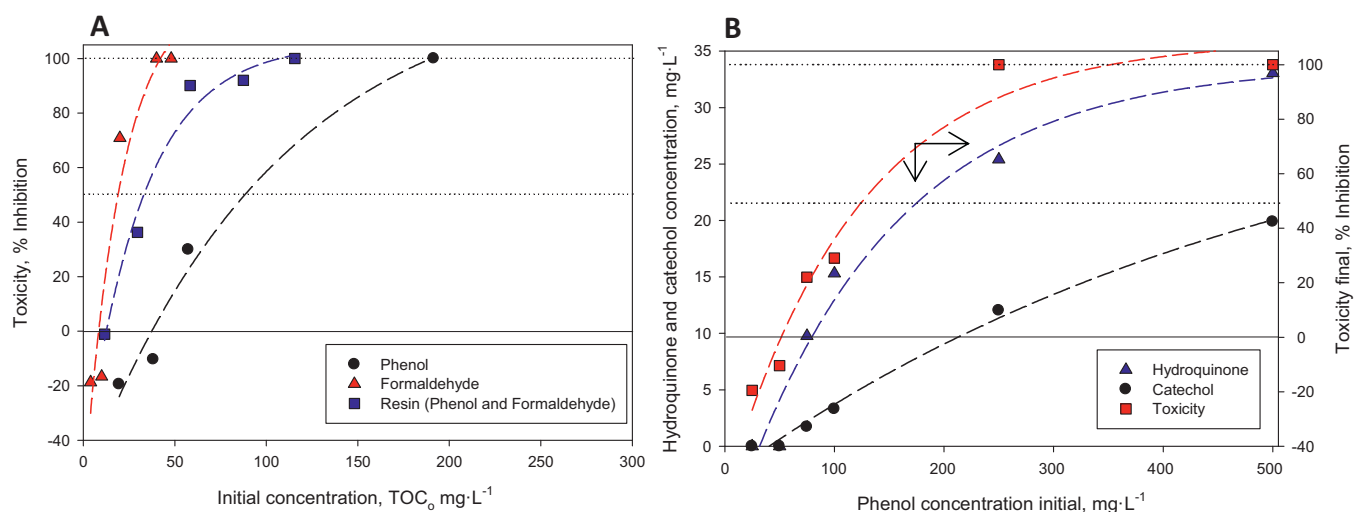 A
Toxicity, % Inhibition
100
80
60
40
20
0
-20
-40
0
50
100
150
200
250
300
Initial concentration, TOCo mg·L-1
Phenol
Formaldehyde
Resin (Phenol and Formaldehyde)
B
Hydroquinone and catechol concentration, mg·L-1
35
30
25
20
15
10
5
0
0
100
200
300
400
500
Phenol concentration initial, mg·L-1
Hydroquinone
Catechol
Toxicity
100
80
60
40
20
0
-20
-40
Toxicity final, % Inhibition